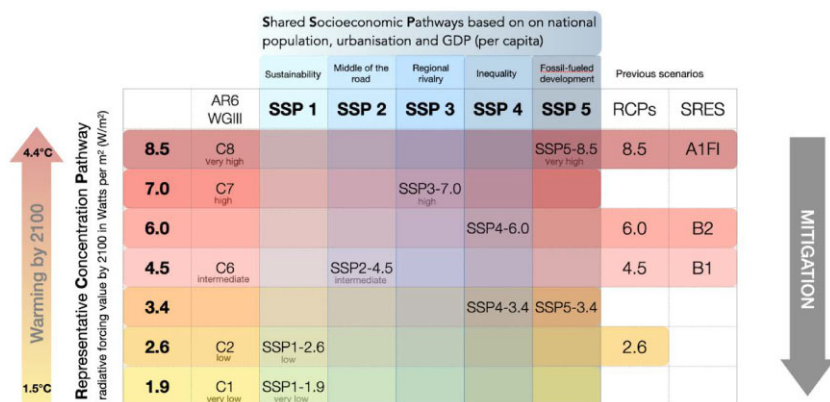 Shared Socioeconomic Pathways based on on national
population, urbanisation and GDP (per capita)
Sustainability
Middle of the
road
Regional
rivalry
Inequality
Fossil-fueled
development
Previous scenarios
AR6
WGIII
SSP 1
SSP 2
SSP 3
SSP 4
SSP 5
RCPs
SRES
4.4°C
Warming by 2100
1.5°C
Representative Concentration Pathway
radiative forcing value by 2100 in Watts per m² (W/m²)
8.5
C8
very high
SSP5-8.5
very high
8.5
A1FI
7.0
C7
high
SSP3-7.0
high
6.0
SSP4-6.0
6.0
B2
4.5
C6
intermediate
SSP2-4.5
intermediate
4.5
B1
3.4
SSP4-3.4
SSP5-3.4
2.6
C2
low
SSP1-2.6
low
2.6
1.9
C1
very low
SSP1-1.9
very low
MITIGATION